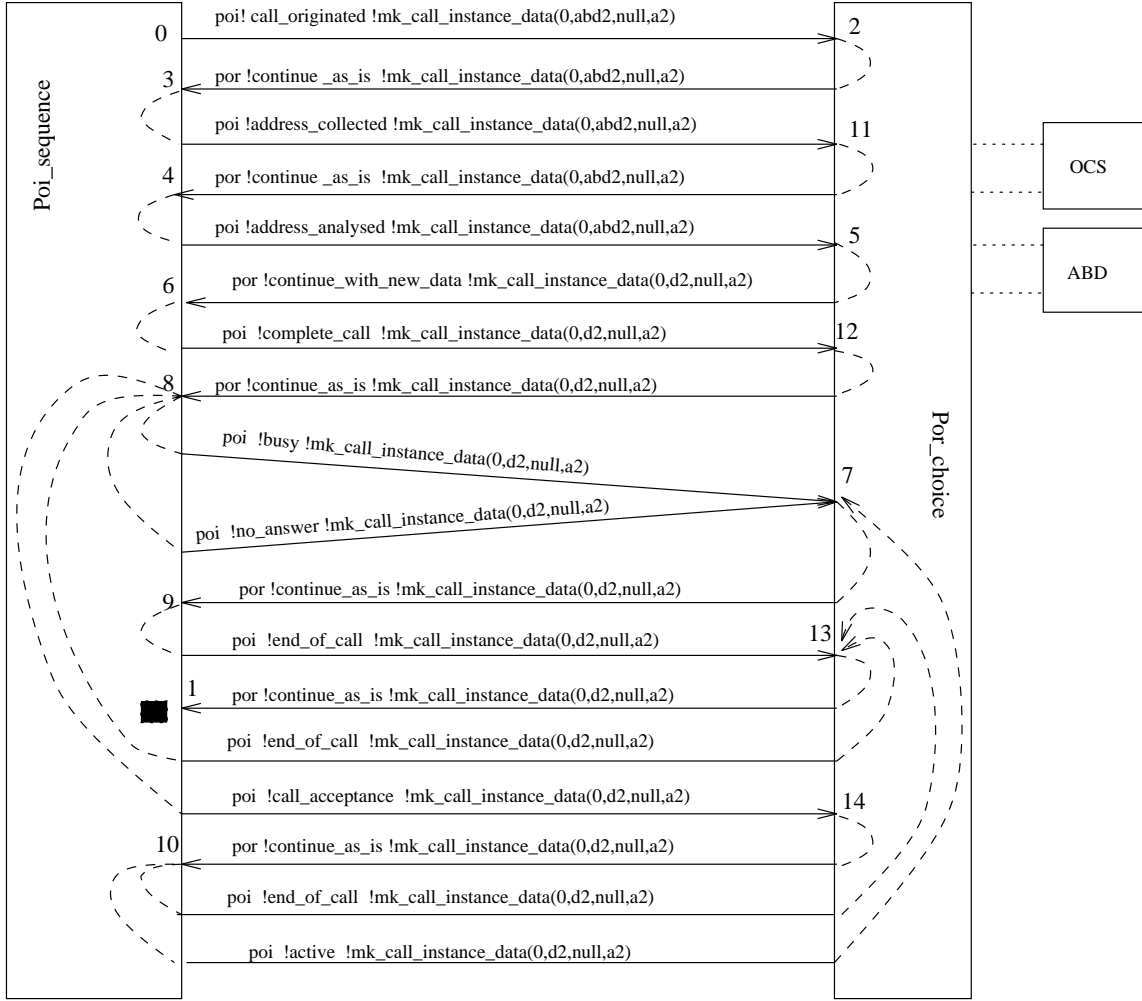 poi! call_originated !mk_call_instance_data(0,abd2,null,a2)
0
2
por !continue _as_is !mk_call_instance_data(0,abd2,null,a2)
3
poi !address_collected !mk_call_instance_data(0,abd2,null,a2)
11
Poi_sequence
OCS
por !continue _as_is !mk_call_instance_data(0,abd2,null,a2)
4
poi !address_analysed !mk_call_instance_data(0,abd2,null,a2)
5
ABD
por !continue_with_new_data !mk_call_instance_data(0,d2,null,a2)
6
poi !complete_call !mk_call_instance_data(0,d2,null,a2)
12
8
por !continue_as_is !mk_call_instance_data(0,d2,null,a2)
Por_choice
poi !busy !mk_call_instance_data(0,d2,null,a2)
7
poi !no_answer !mk_call_instance_data(0,d2,null,a2)
por !continue_as_is !mk_call_instance_data(0,d2,null,a2)
9
poi !end_of_call !mk_call_instance_data(0,d2,null,a2)
13
1
por !continue_as_is !mk_call_instance_data(0,d2,null,a2)
poi !end_of_call !mk_call_instance_data(0,d2,null,a2)
poi !call_acceptance !mk_call_instance_data(0,d2,null,a2)
14
10
por !continue_as_is !mk_call_instance_data(0,d2,null,a2)
poi !end_of_call !mk_call_instance_data(0,d2,null,a2)
poi !active !mk_call_instance_data(0,d2,null,a2)